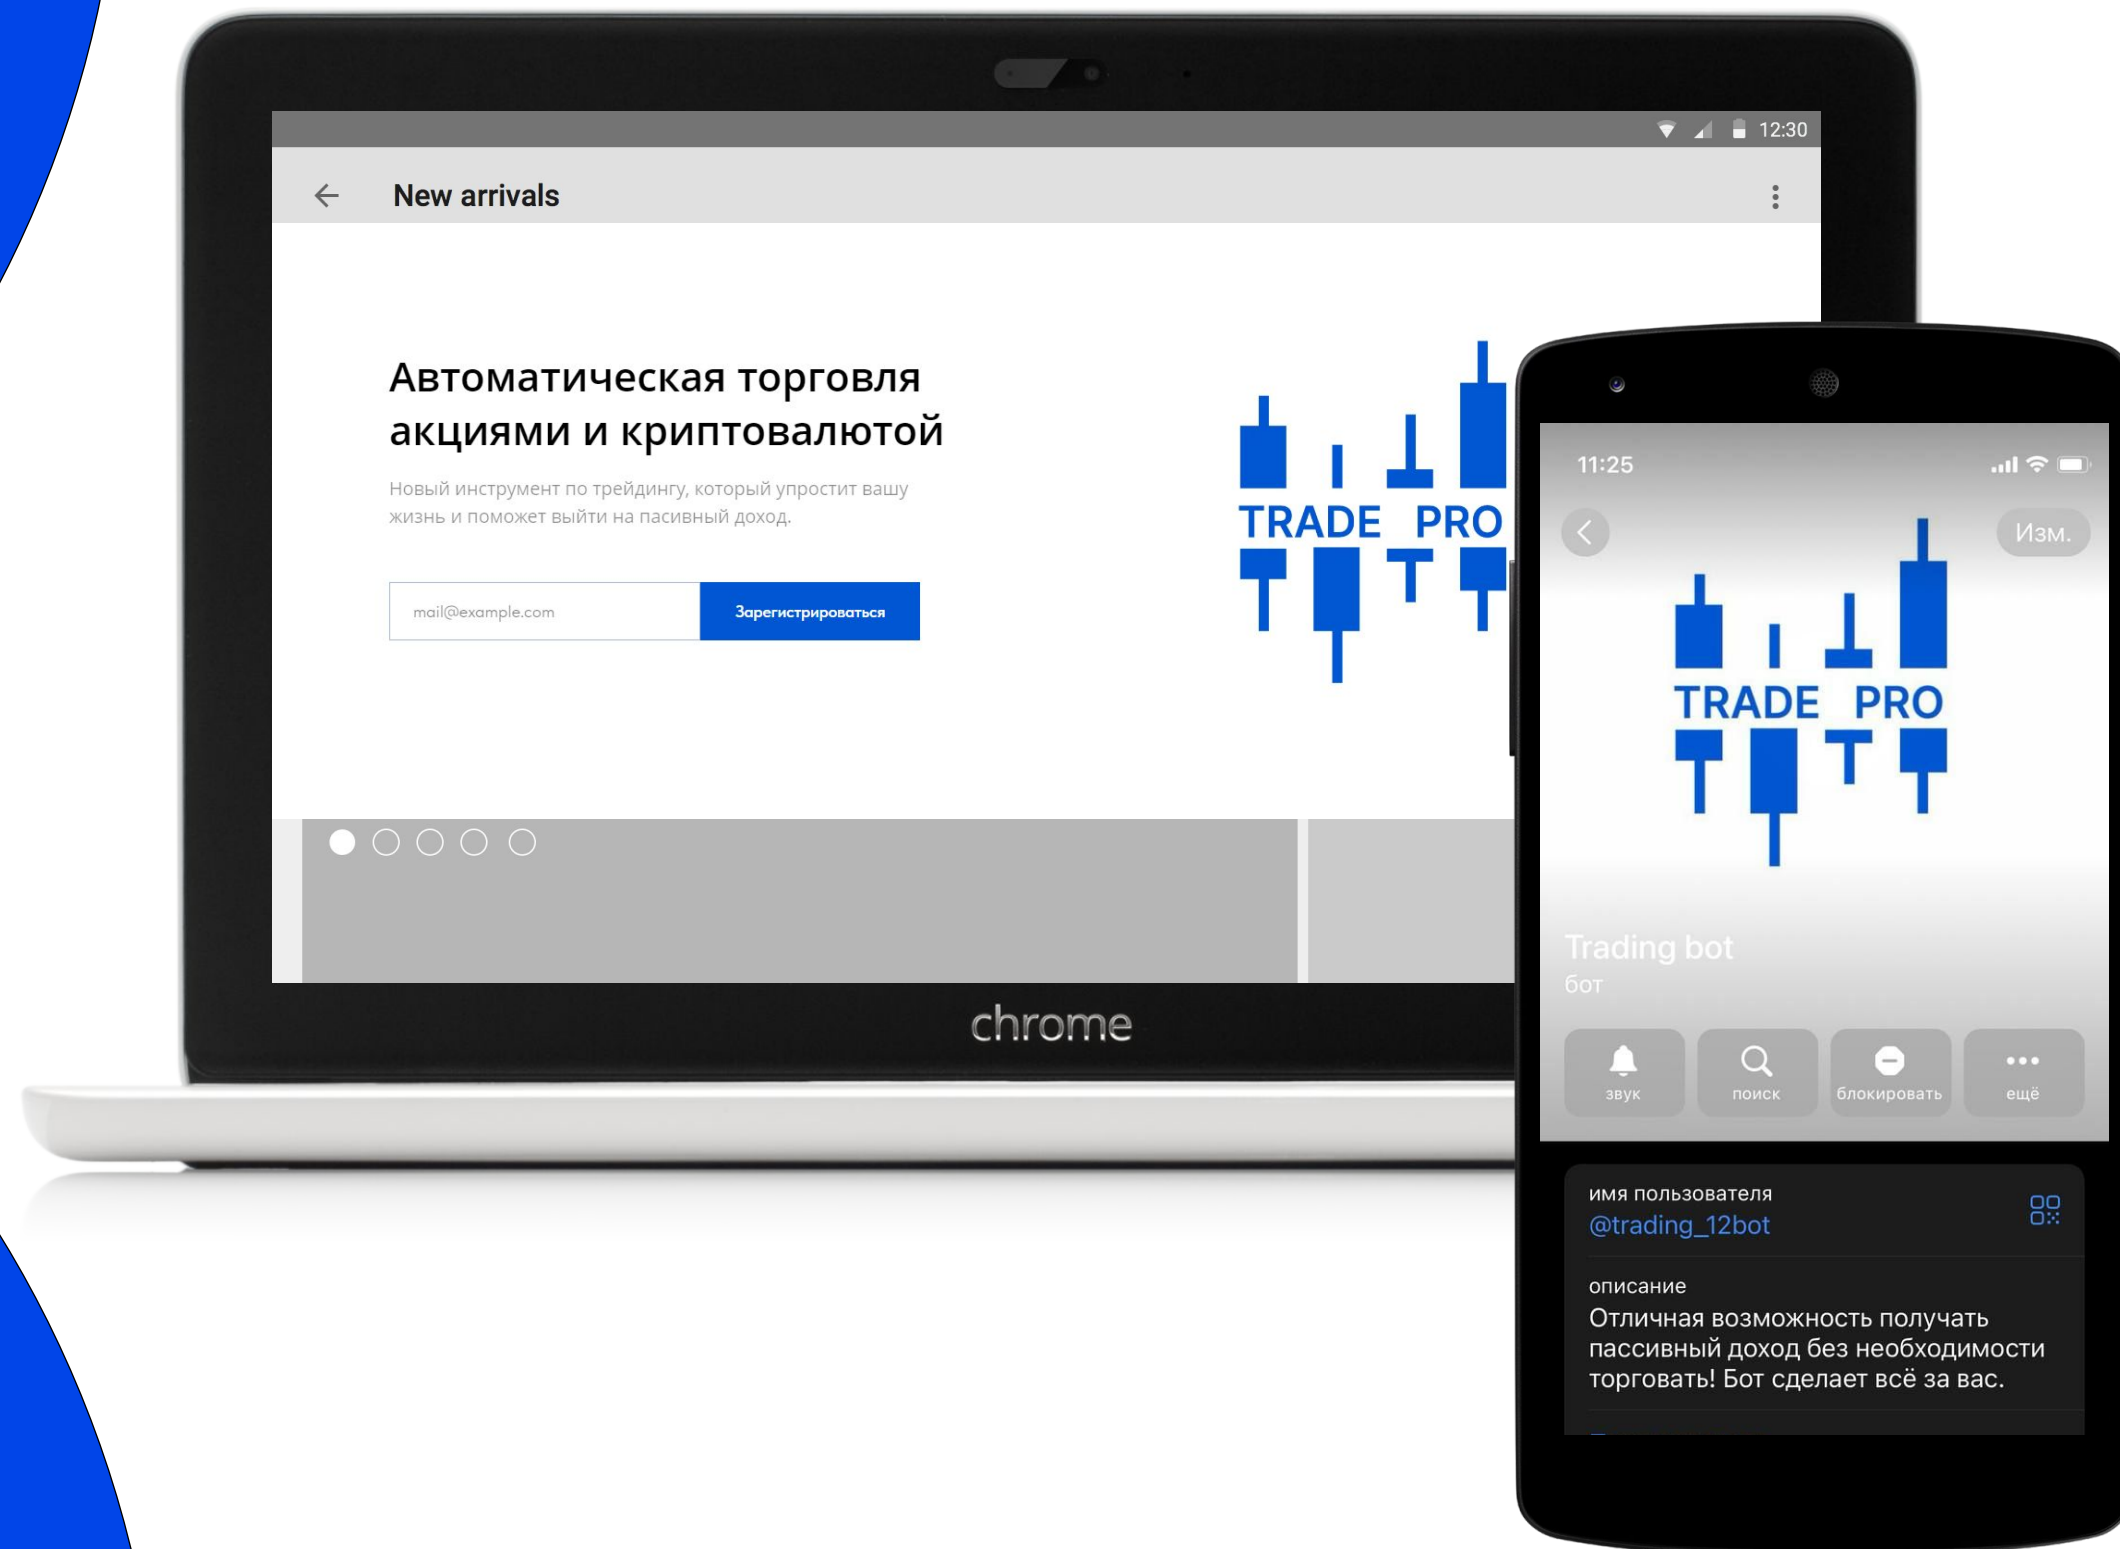 12:30
New arrivals
Автоматическая торговля
акциями и криптовалютой
Новый инструмент по трейдингу, который упростит вашу
жизнь и поможет выйти на пасивный доход.
mail@example.com
Зарегистрироваться
TRADE PRO
chrome
11:25
Изм.
TRADE PRO
Trading bot
бот
звук
поиск
блокировать
ещё
имя пользователя
@trading_12bot
описание
Отличная возможность получать
пассивный доход без необходимости
торговать! Бот сделает всё за вас.